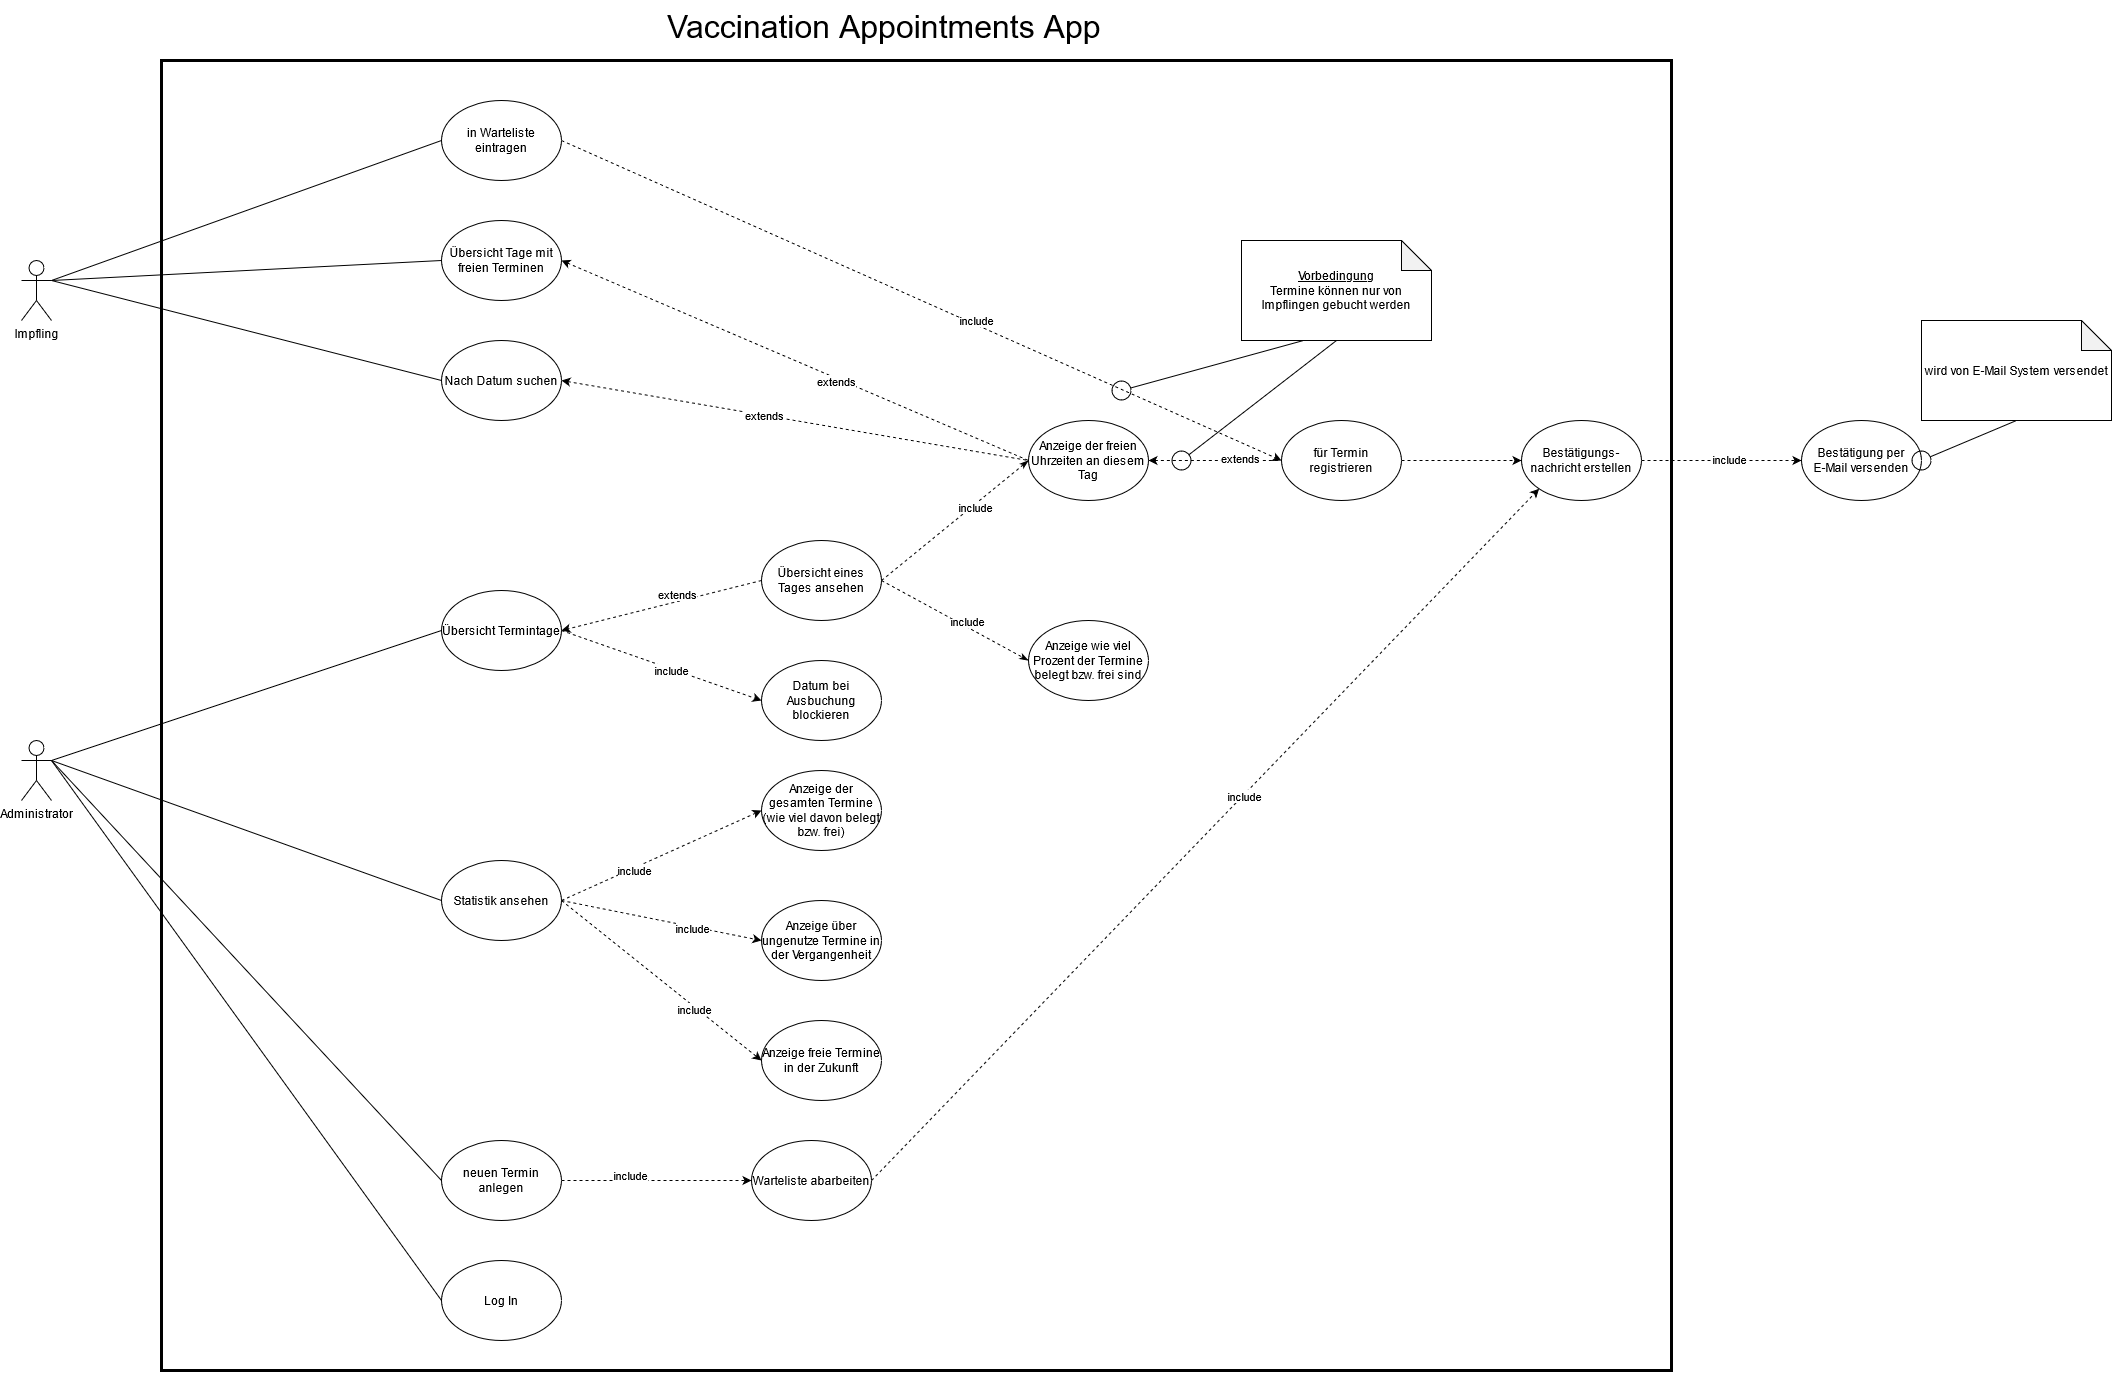 Vaccination Appointments App
in Warteliste
eintragen
Übersicht Tage mit
freien Terminen
Impfling
Nach Datum suchen
include
extends
extends
Vorbedingung
Termine können nur von
Impflingen gebucht werden
wird von E-Mail System versendet
Anzeige der freien
Uhrzeiten an diesem
Tag
extends
für Termin
registrieren
Bestätigungs-
nachricht erstellen
include
Bestätigung per
E-Mail versenden
include
Übersicht eines
Tages ansehen
extends
include
Übersicht Termintage
include
Anzeige wie viel
Prozent der Termine
belegt bzw. frei sind
Datum bei
Ausbuchung
blockieren
Administrator
Anzeige der
gesamten Termine
(wie viel davon belegt
bzw. frei)
include
include
Statistik ansehen
include
Anzeige über
ungenutze Termine in
der Vergangenheit
include
Anzeige freie Termine
in der Zukunft
neuen Termin
anlegen
include
Warteliste abarbeiten
Log In